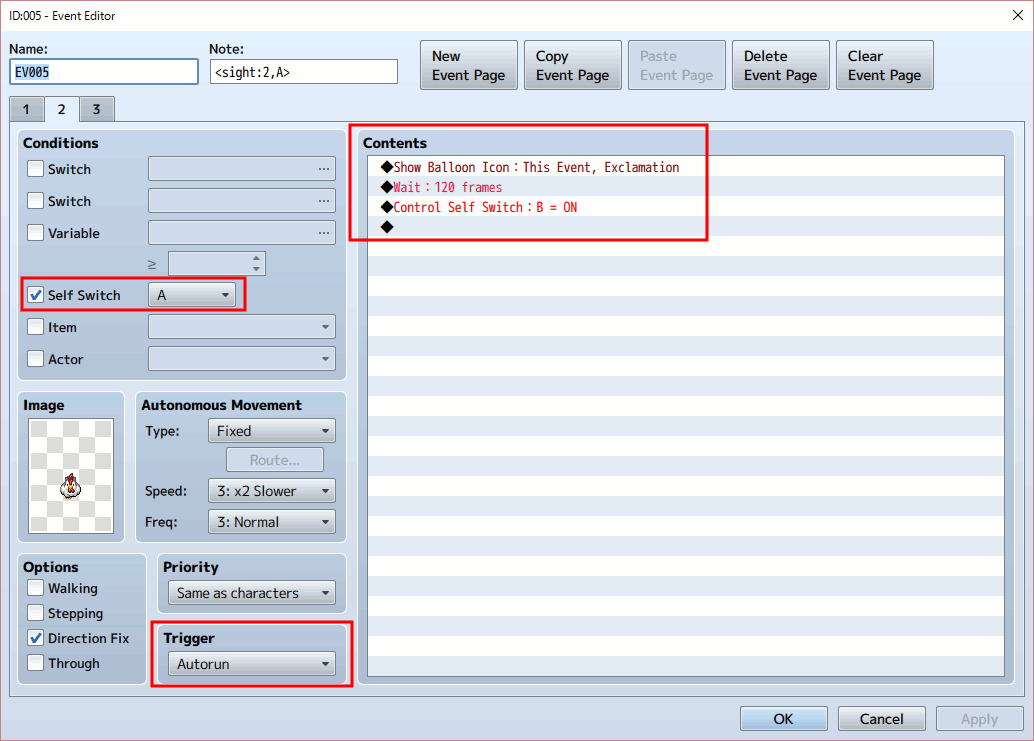 ID:005 - Event Editor
Name:
Note:
EV005
<sight:2,A>
New
Event Page
Copy
Event Page
Paste
Event Page
Delete
Event Page
Clear
Event Page
1
2
3
Conditions
Switch
...
Switch
...
Variable
...
≥
Self Switch
A
Item
Actor
Image
Autonomous Movement
Type:
Fixed
Route...
Speed:
3: x2 Slower
Freq:
3: Normal
Options
Walking
Stepping
Direction Fix
Through
Priority
Same as characters
Trigger
Autorun
Contents
◆Show Balloon Icon：This Event, Exclamation
◆Wait：120 frames
◆Control Self Switch：B = ON
◆
OK
Cancel
Apply